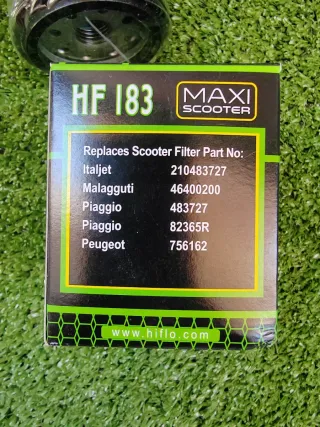 HF 183
MAXI
SCOOTER
Replaces Scooter Filter Part No:
Italjet 210483727
Malagguti 46400200
Piaggio 483727
Piaggio 82365R
Peugeot 756162
www.hiflo.com